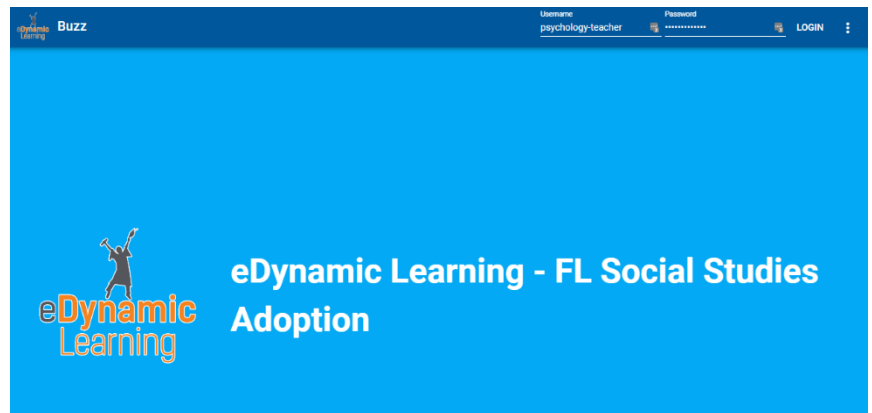 eDynamic
Learning
Buzz
Username
psychology-teacher
Password
············
LOGIN
eDynamic
Learning
eDynamic Learning - FL Social Studies
Adoption